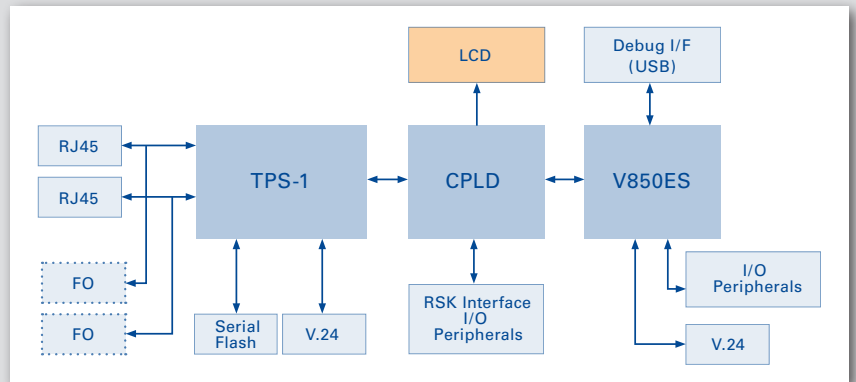 LCD
Debug I/F
(USB)
RJ45
RJ45
TPS-1
CPLD
V850ES
FO
FO
Serial
Flash
V.24
RSK Interface
I/O
Peripherals
I/O
Peripherals
V.24